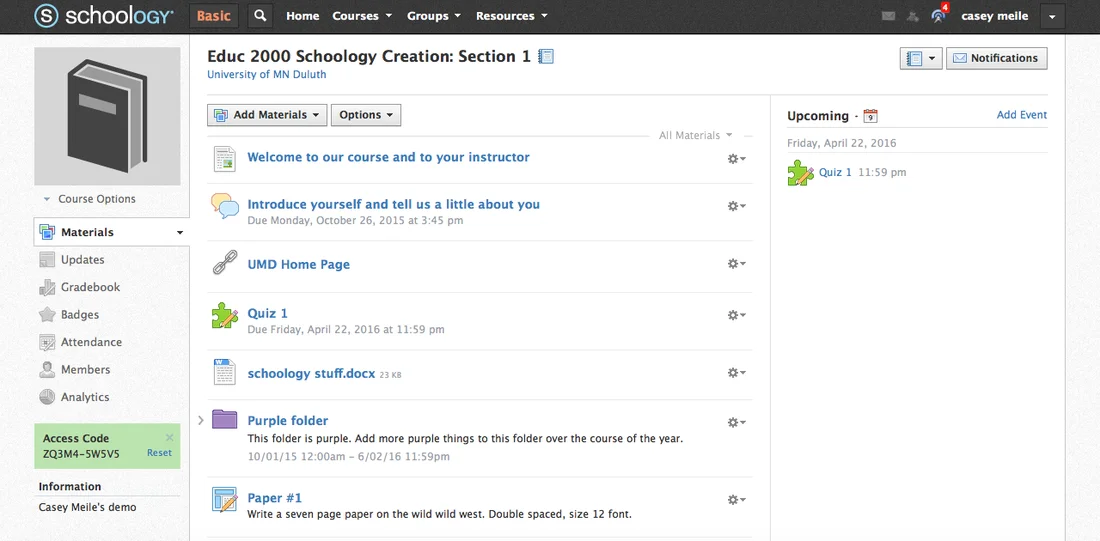 schoology
Basic
Home
Courses
Groups
Resources
4
casey meile
Educ 2000 Schoology Creation: Section 1
University of MN Duluth
Notifications
Course Options
Materials
Updates
Gradebook
Badges
Attendance
Members
Analytics
Access Code
ZQ3M4-5W5V5
Reset
Information
Casey Meile's demo
Add Materials
Options
All Materials
Welcome to our course and to your instructor
Introduce yourself and tell us a little about you
Due Monday, October 26, 2015 at 3:45 pm
UMD Home Page
Quiz 1
Due Friday, April 22, 2016 at 11:59 pm
schoology stuff.docx 23 KB
Purple folder
This folder is purple. Add more purple things to this folder over the course of the year.
10/01/15 12:00am – 6/02/16 11:59pm
Paper #1
Write a seven page paper on the wild wild west. Double spaced, size 12 font.
Upcoming · 9
Add Event
Friday, April 22, 2016
Quiz 1 11:59 pm